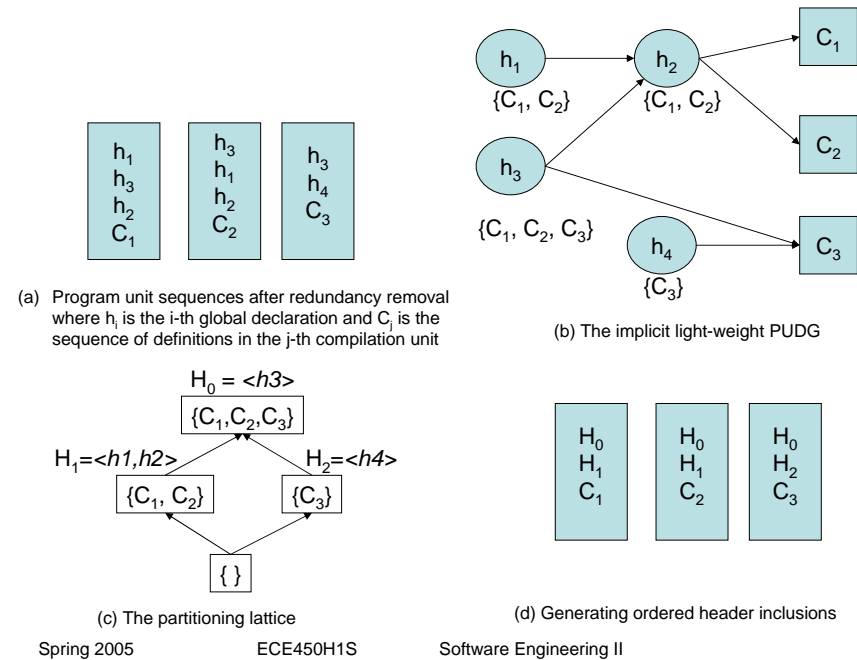 h1
h3
h2
C1
h3
h1
h2
C2
h3
h4
C3
(a) Program unit sequences after redundancy removal
where hi is the i-th global declaration and Cj is the
sequence of definitions in the j-th compilation unit
h1
{C1, C2}
h2
{C1, C2}
C1
C2
h3
{C1, C2, C3}
h4
{C3}
C3
(b) The implicit light-weight PUDG
H0 = <h3>
{C1,C2,C3}
H1=<h1,h2>
H2=<h4>
{C1, C2}
{C3}
{ }
(c) The partitioning lattice
H0
H1
C1
H0
H1
C2
H0
H2
C3
(d) Generating ordered header inclusions
Spring 2005 ECE450H1S Software Engineering II